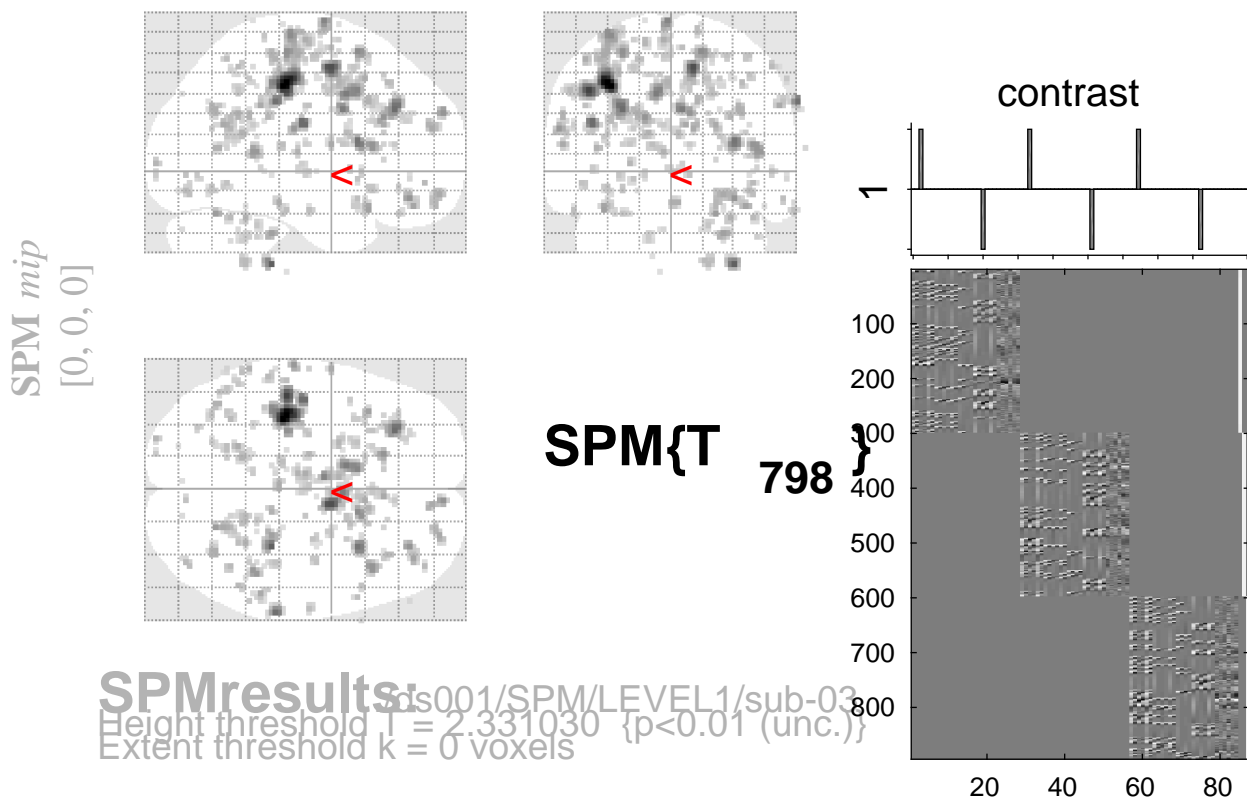 SPM mip
[0, 0, 0]
<
<
<
SPM{T798}
contrast
1
100
200
300
400
500
600
700
800
20 40 60 80
SPMresults: /ds001/SPM/LEVEL1/sub-03
Height threshold T = 2.331030 {p<0.01 (unc.)}
Extent threshold k = 0 voxels